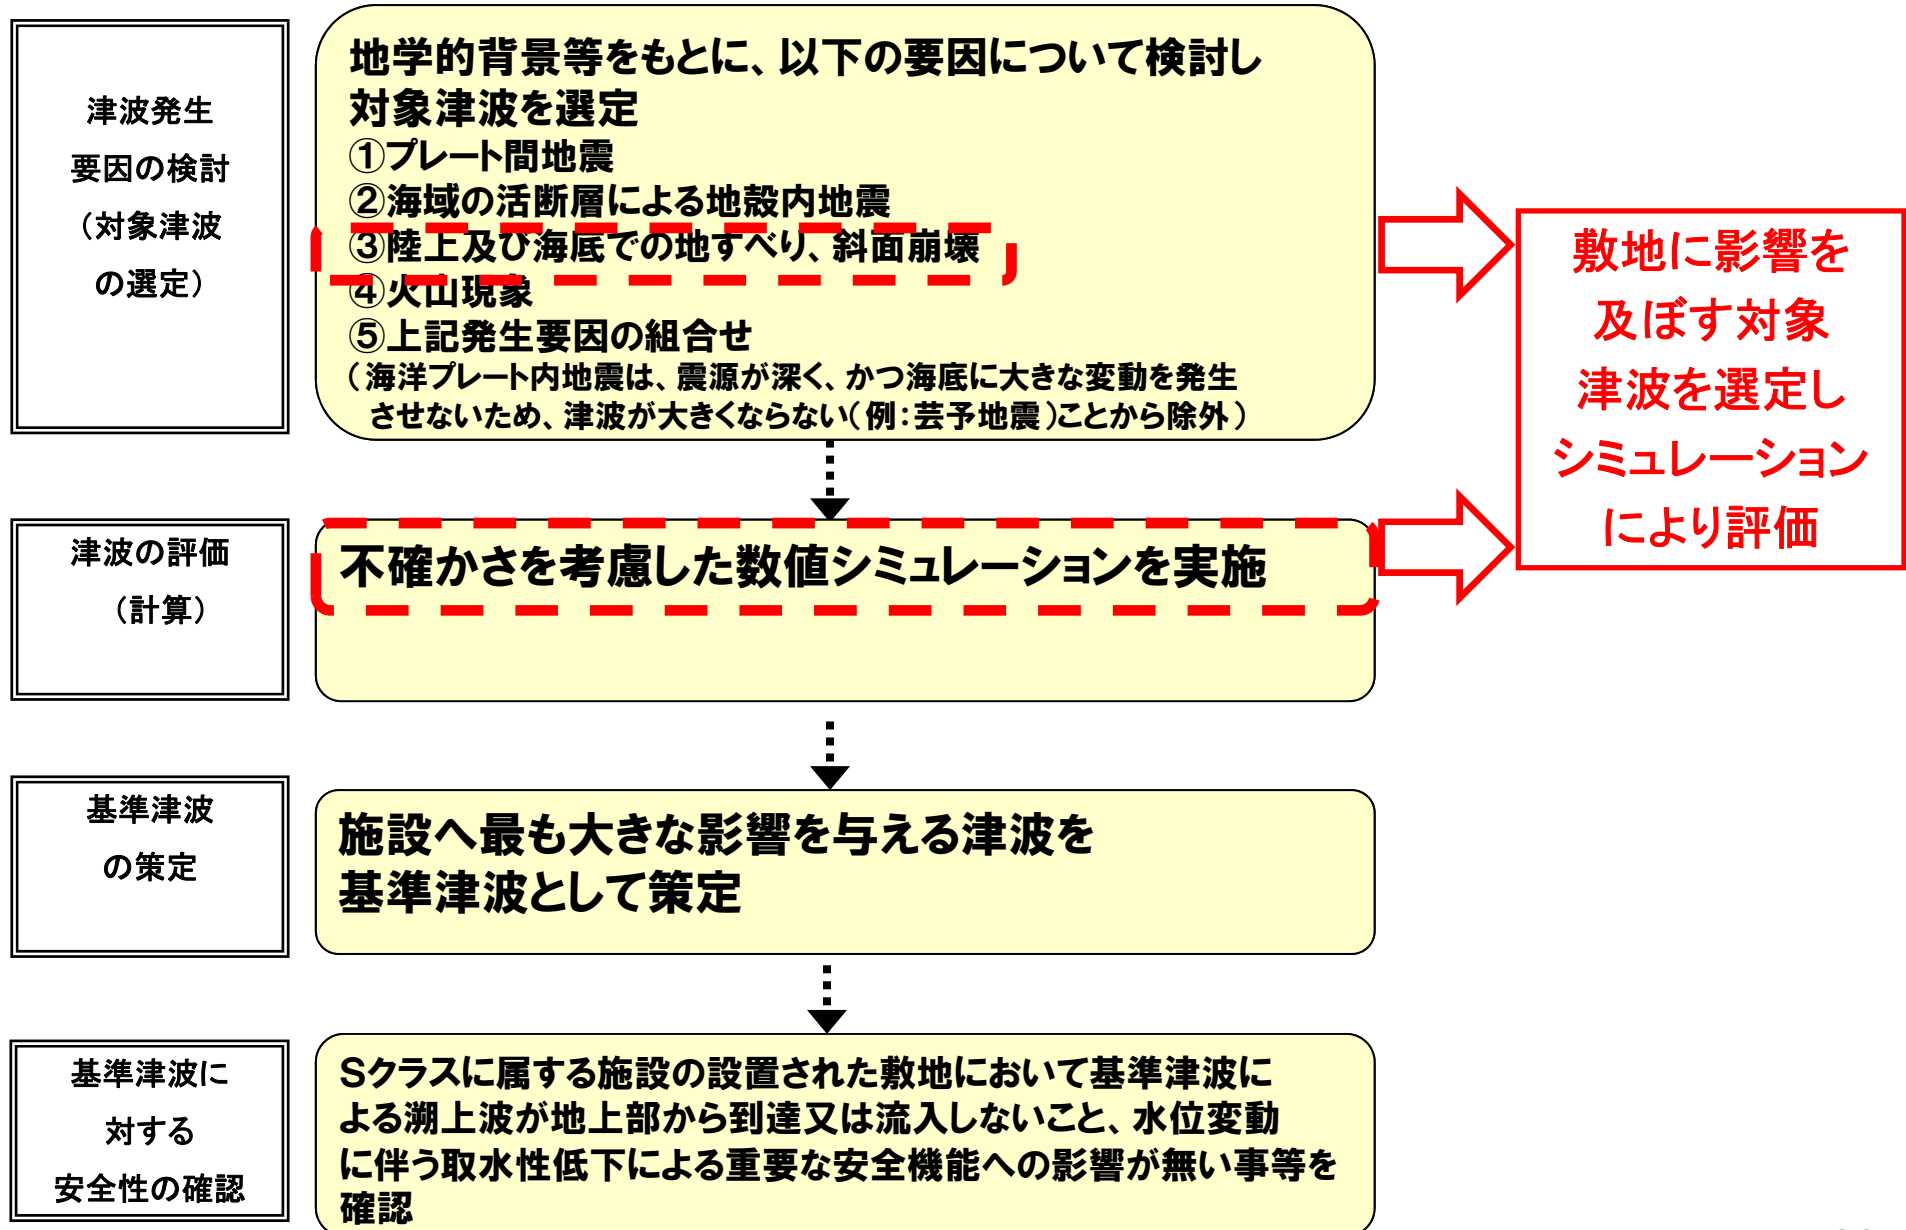 津波発生
要因の検討
（対象津波
の選定）
地学的背景等をもとに、以下の要因について検討し
対象津波を選定
①プレート間地震
②海域の活断層による地殻内地震
③陸上及び海底での地すべり、斜面崩壊
④火山現象
⑤上記発生要因の組合せ
（海洋プレート内地震は、震源が深く、かつ海底に大きな変動を発生
させないため、津波が大きくならない（例：芸予地震）ことから除外）
敷地に影響を
及ぼす対象
津波を選定し
シミュレーション
により評価
津波の評価
（計算）
不確かさを考慮した数値シミュレーションを実施
基準津波
の策定
施設へ最も大きな影響を与える津波を
基準津波として策定
基準津波に
対する
安全性の確認
Sクラスに属する施設の設置された敷地において基準津波に
よる溯上波が地上部から到達又は流入しないこと、水位変動
に伴う取水性低下による重要な安全機能への影響が無い事等を
確認